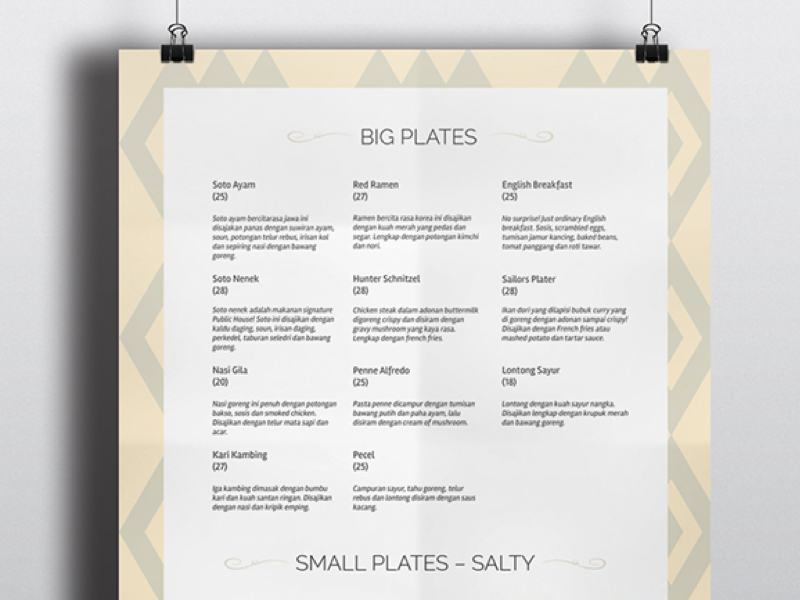 BIG PLATES
Soto Ayam
(25)
Soto ayam bercitarasa jawa ini
disajakan panas dengan suwiran ayam,
soun, potongan telur rebus, irisan kol
dan sepiring nasi dengan bawang
goreng.
Red Ramen
(27)
Ramen bercita rasa korea ini disajikan
dengan kuah merah yang pedas dan
segar. Lengkap dengan potongan kimchi
dan nori.
English Breakfast
(25)
No surprise! Just ordinary English
breakfast. Sosis, scrambled eggs,
tumisan jamur kancing, baked beans,
tomat panggang dan roti tawar.
Soto Nenek
(28)
Soto nenek adalah makanan signature
Public House! Soto ini disajikan dengan
kaldu daging, soun, irisan daging,
perkedel, taburan seledri dan bawang
goreng.
Hunter Schnitzel
(28)
Chicken steak dalam adonan buttermilk
digoreng crispy dan disiram dengan
gravy mushroom yang kaya rasa.
Lengkap dengan french fries.
Sailors Plater
(28)
Ikan dori yang dilapisi bubuk curry yang
di goreng dengan adonan sampai crispy!
Disajikan dengan French fries atau
mashed potato dan tartar sauce.
Nasi Gila
(20)
Nasi goreng ini penuh dengan potongan
bakso, sosis dan smoked chicken.
Disajikan dengan telur mata sapi dan
acar.
Penne Alfredo
(25)
Pasta penne dicampur dengan tumisan
bawang putih dan paha ayam, lalu
disiram dengan cream of mushroom.
Lontong Sayur
(18)
Lontong dengan kuah sayur nangka.
Disajikan lengkap dengan krupuk merah
dan bawang goreng.
Kari Kambing
(27)
Iga kambing dimasak dengan bumbu
kari dan kuah santan ringan. Disajikan
dengan nasi dan kripik emping.
Pecel
(25)
Campuran sayur, tahu goreng, telur
rebus dan lontong disiram dengan saus
kacang.
SMALL PLATES – SALTY